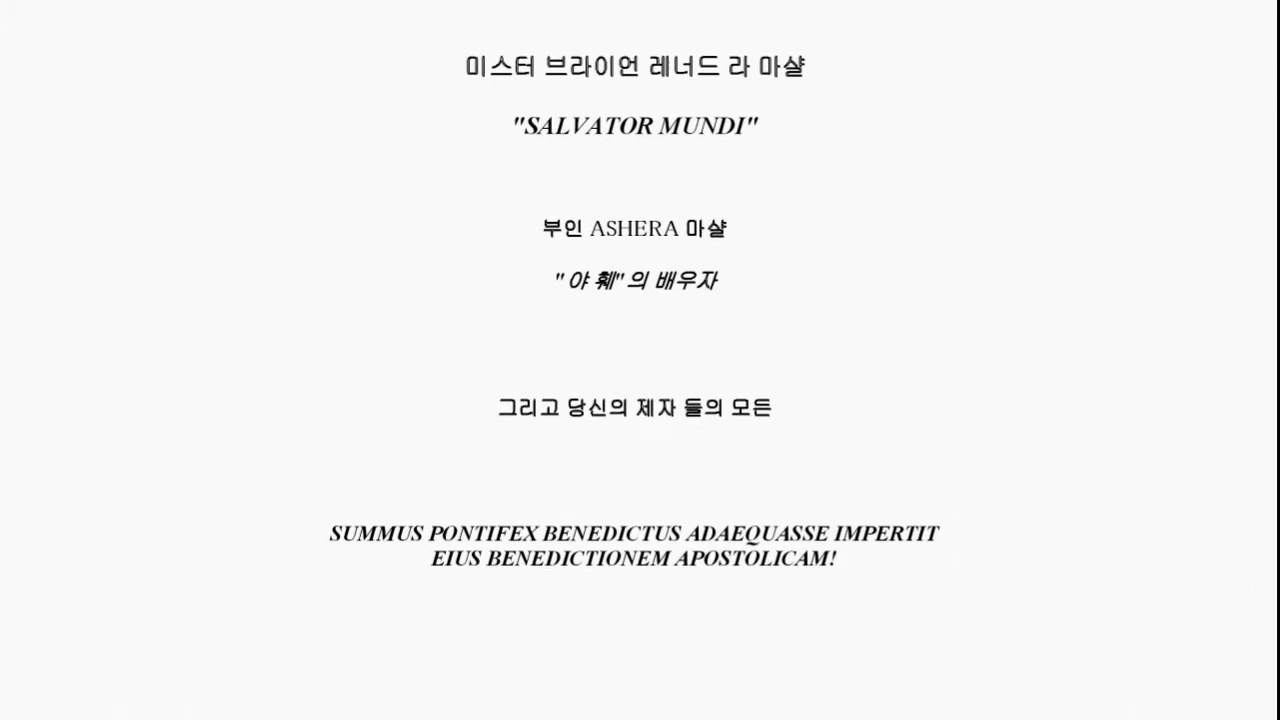 미스터 브라이언 레너드 라 마샬
"SALVATOR MUNDI"
부인 ASHERA 마샬
" 야 훼" 의 배우자
그리고 당신의 제자 들의 모든
SUMMUS PONTIFEX BENEDICTUS ADAEQUASSE IMPERTIT
EIUS BENEDICTIONEM APOSTOLICAM!